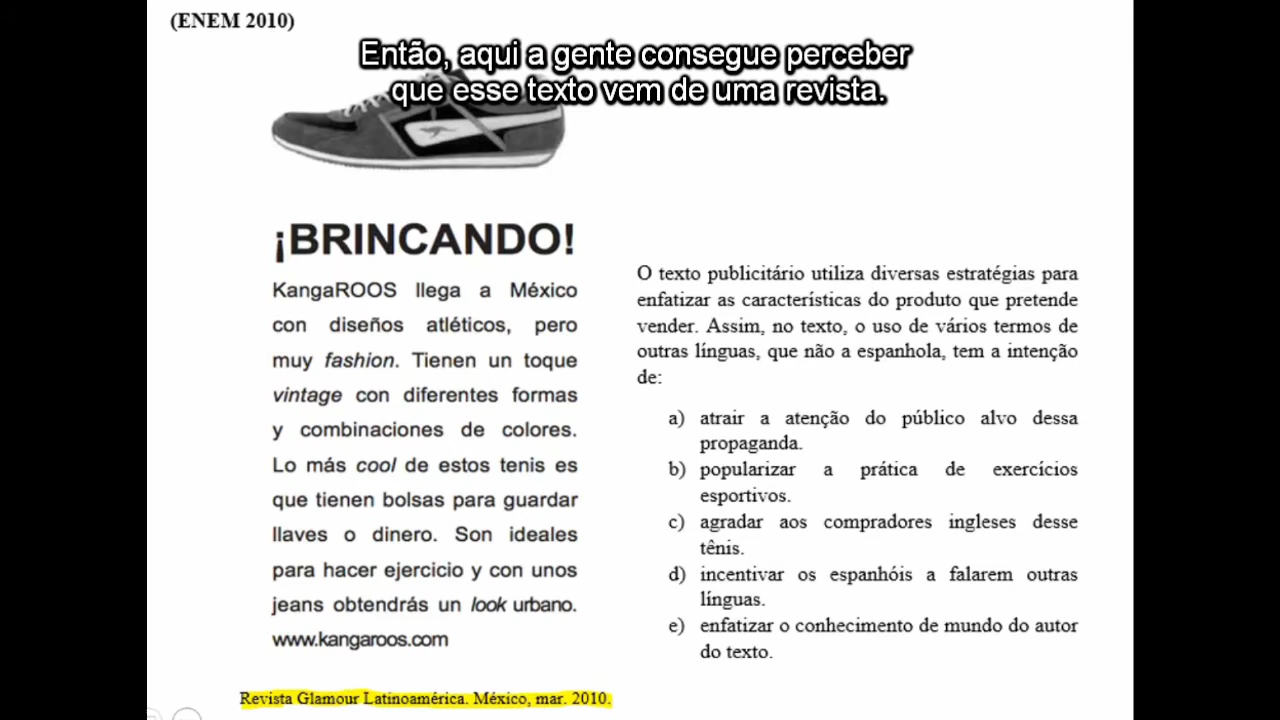 (ENEM 2010)
Então, aqui a gente consegue perceber
que esse texto vem de uma revista.
¡BRINCANDO!
KangaROOS llega a México
con diseños atléticos, pero
muy fashion. Tienen un toque
vintage con diferentes formas
y combinaciones de colores.
Lo más cool de estos tenis es
que tienen bolsas para guardar
llaves o dinero. Son ideales
para hacer ejercicio y con unos
jeans obtendrás un look urbano.
www.kangaroos.com
Revista Glamour Latinoamérica. México, mar. 2010.
O texto publicitário utiliza diversas estratégias para
enfatizar as características do produto que pretende
vender. Assim, no texto, o uso de vários termos de
outras línguas, que não a espanhola, tem a intenção
de:
a) atrair a atenção do público alvo dessa
propaganda.
b) popularizar a prática de exercícios
esportivos.
c) agradar aos compradores ingleses desse
tênis.
d) incentivar os espanhóis a falarem outras
línguas.
e) enfatizar o conhecimento de mundo do autor
do texto.